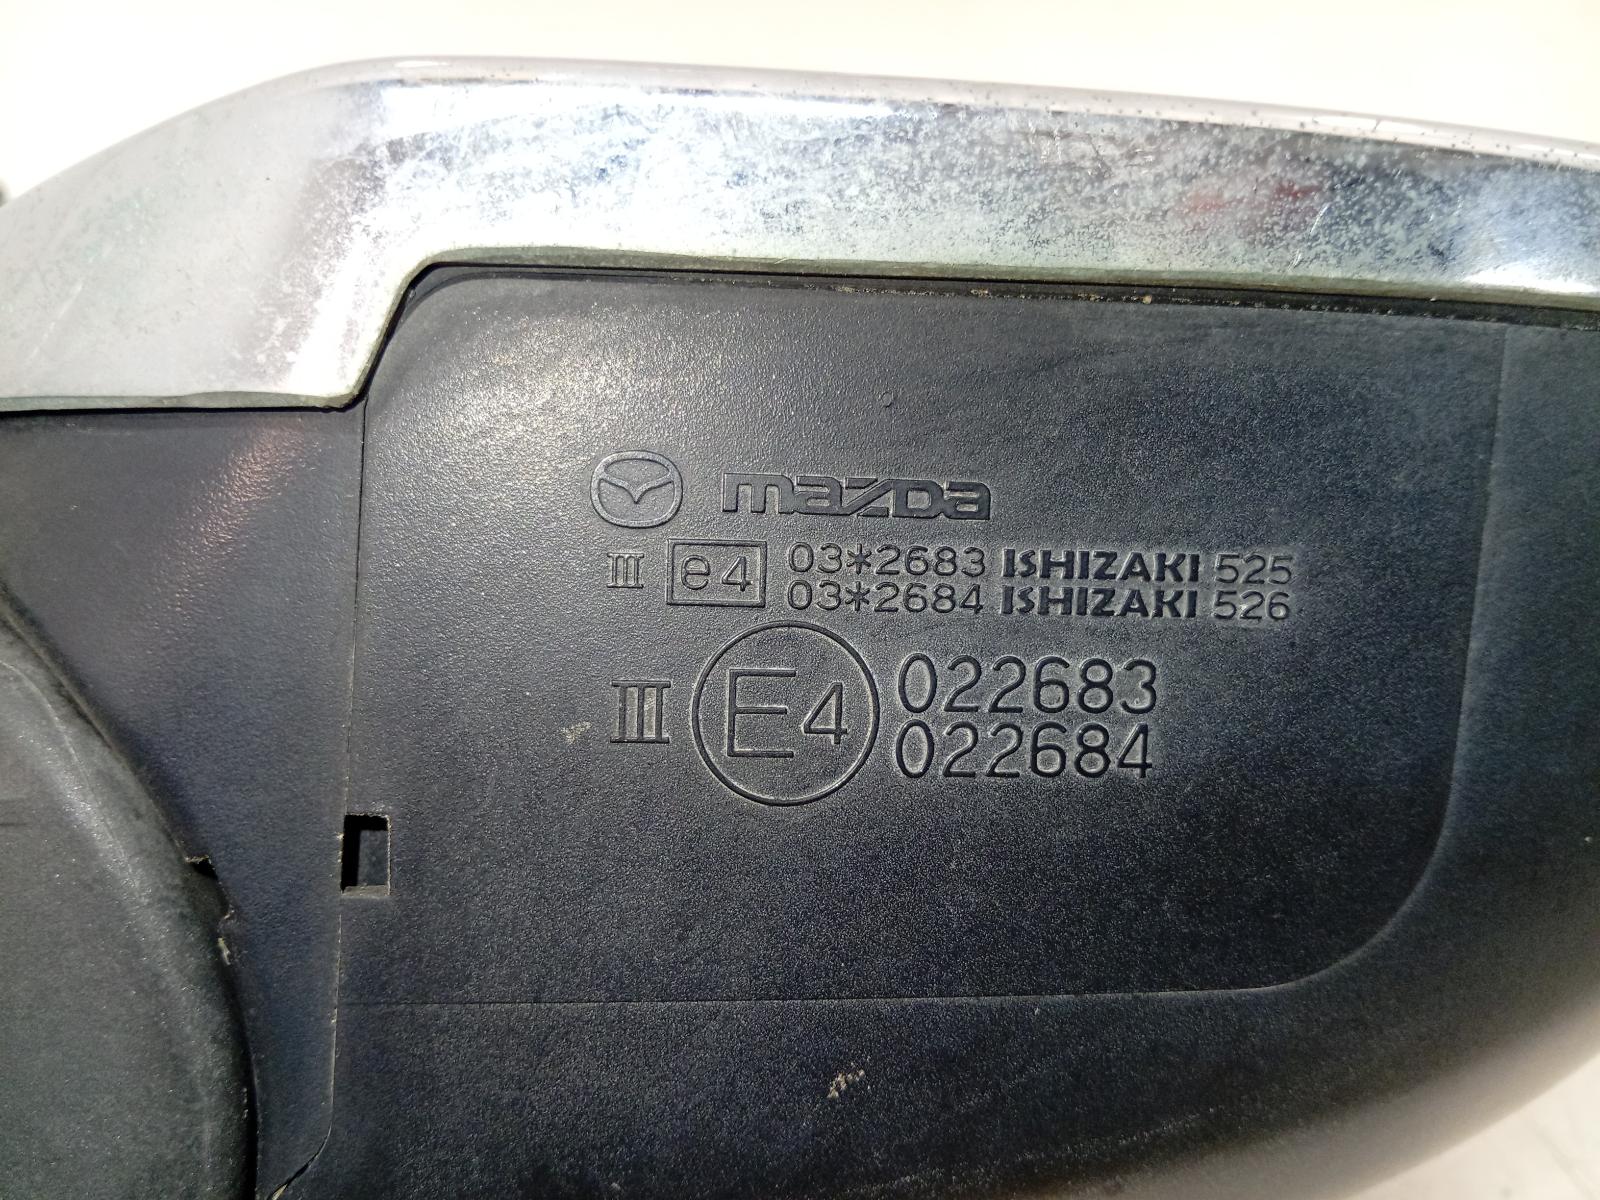 mazda
III e4 03*2683 ISHIZAKI 525
03*2684 ISHIZAKI 526
III E4 022683
022684